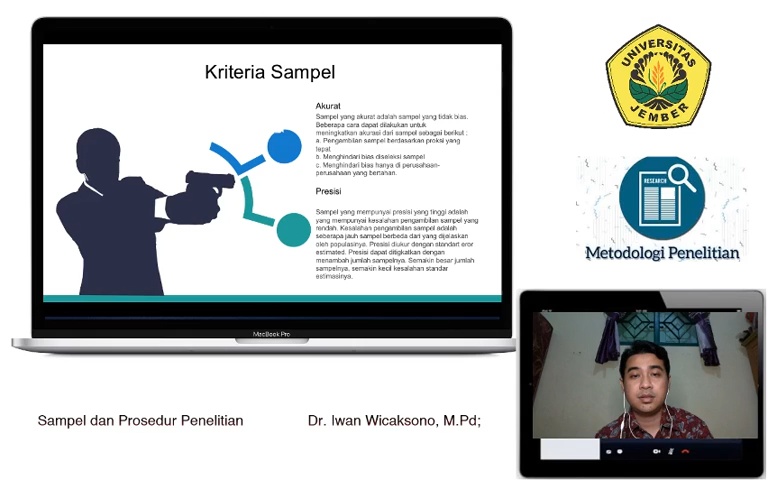 Kriteria Sampel
Akurat
Sampel yang akurat adalah sampel yang tidak bias.
Beberapa cara dapat dilakukan untuk
meningkatkan akurasi dari sampel sebagai berikut :
a. Pengambilan sampel berdasarkan proksi yang
tepat
b. Menghindari bias diseleksi sampel
c. Menghindari bias hanya di perusahaan-
perusahaan yang bertahan.
Presisi
Sampel yang mempunyai presisi yang tinggi adalah
yang mempunyai kesalahan pengambilan sampel yang
rendah. Kesalahan pengambilan sampel adalah
seberapa jauh sampel berbeda dari yang dijelaskan
oleh populasinya. Presisi diukur dengan standart eror
estimated. Presisi dapat ditigkatkan dengan
menambah jumlah sampelnya. Semakin besar jumlah
sampelnya, semakin kecil kesalahan standar
estimasinya.
MacBook Pro
UNIVERSITAS
JEMBER
RESEARCH
Metodologi Penelitian
Sampel dan Prosedur Penelitian
Dr. Iwan Wicaksono, M.Pd;